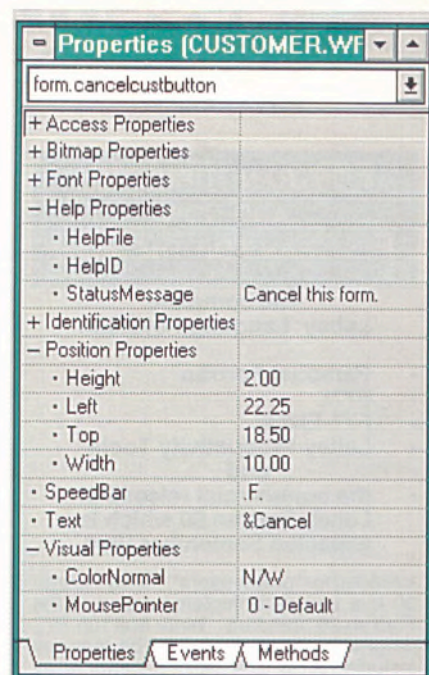 Properties (CUSTOMER.WF
form.cancelcustbutton
+ Access Properties
+ Bitmap Properties
+ Font Properties
– Help Properties
· HelpFile
· HelpID
· StatusMessage Cancel this form.
+ Identification Properties
– Position Properties
· Height 2.00
· Left 22.25
· Top 18.50
· Width 10.00
· SpeedBar .F.
· Text &Cancel
– Visual Properties
· ColorNormal N/W
· MousePointer 0 - Default
Properties Events Methods